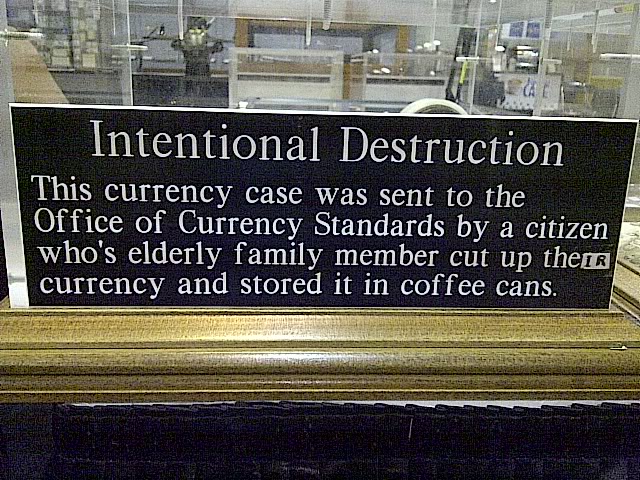 Intentional Destruction
This currency case was sent to the
Office of Currency Standards by a citizen
who's elderly family member cut up theIR
currency and stored it in coffee cans.